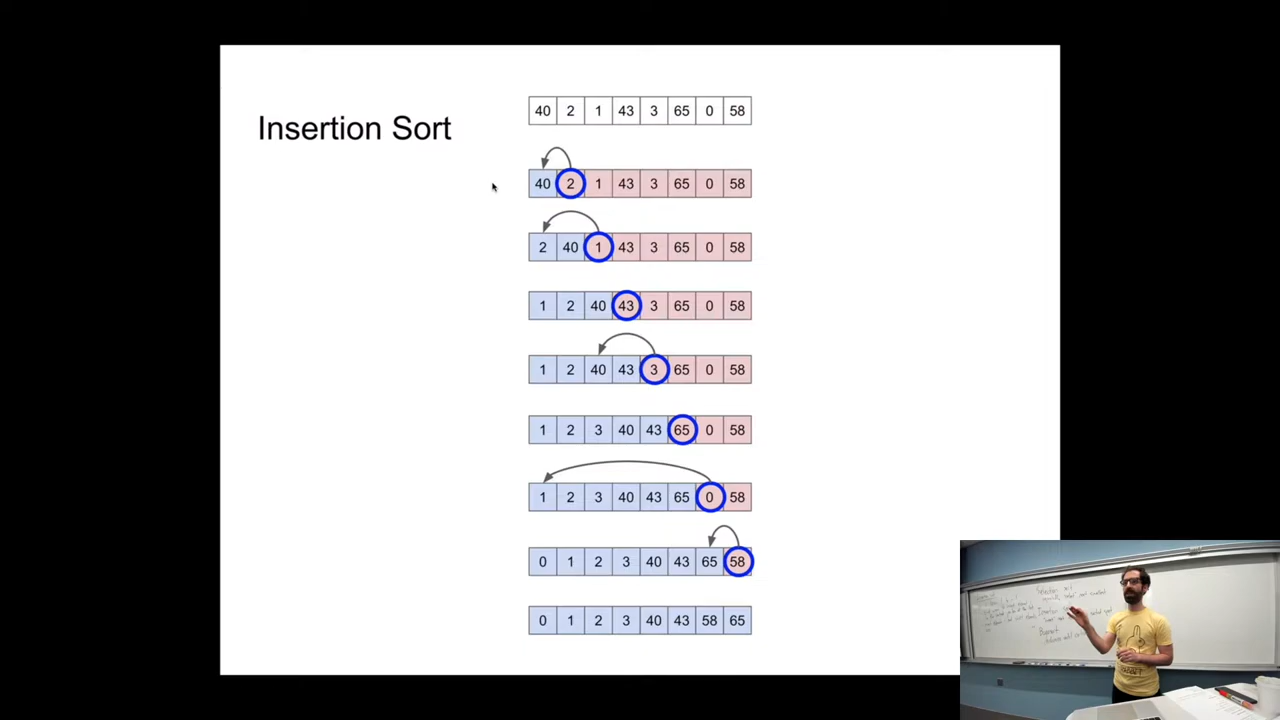 Insertion Sort
40 2 1 43 3 65 0 58
40 2 1 43 3 65 0 58
2 40 1 43 3 65 0 58
1 2 40 43 3 65 0 58
1 2 40 43 3 65 0 58
1 2 3 40 43 65 0 58
1 2 3 40 43 65 0 58
0 1 2 3 40 43 65 58
0 1 2 3 40 43 58 65
Selection sort
Insertion